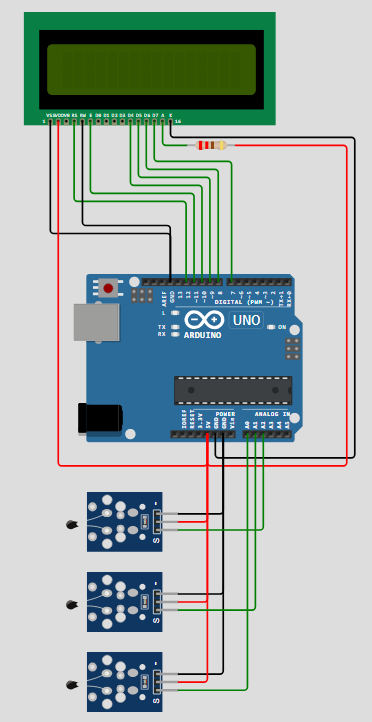 VSS VDD V0 RS RW E D0 D1 D2 D3 D4 D5 D6 D7 A K
1 16
AREF
GND
13
12
~11
~10
~9
8
7
~6
~5
4
~3
2
TX→1
RX←0
DIGITAL (PWM ~)
L
TX
RX
UNO
ON
ARDUINO
IOREF
RESET
3.3V
5V
GND
GND
Vin
POWER
ANALOG IN
A0
A1
A2
A3
A4
A5
-
S
-
S
-
S